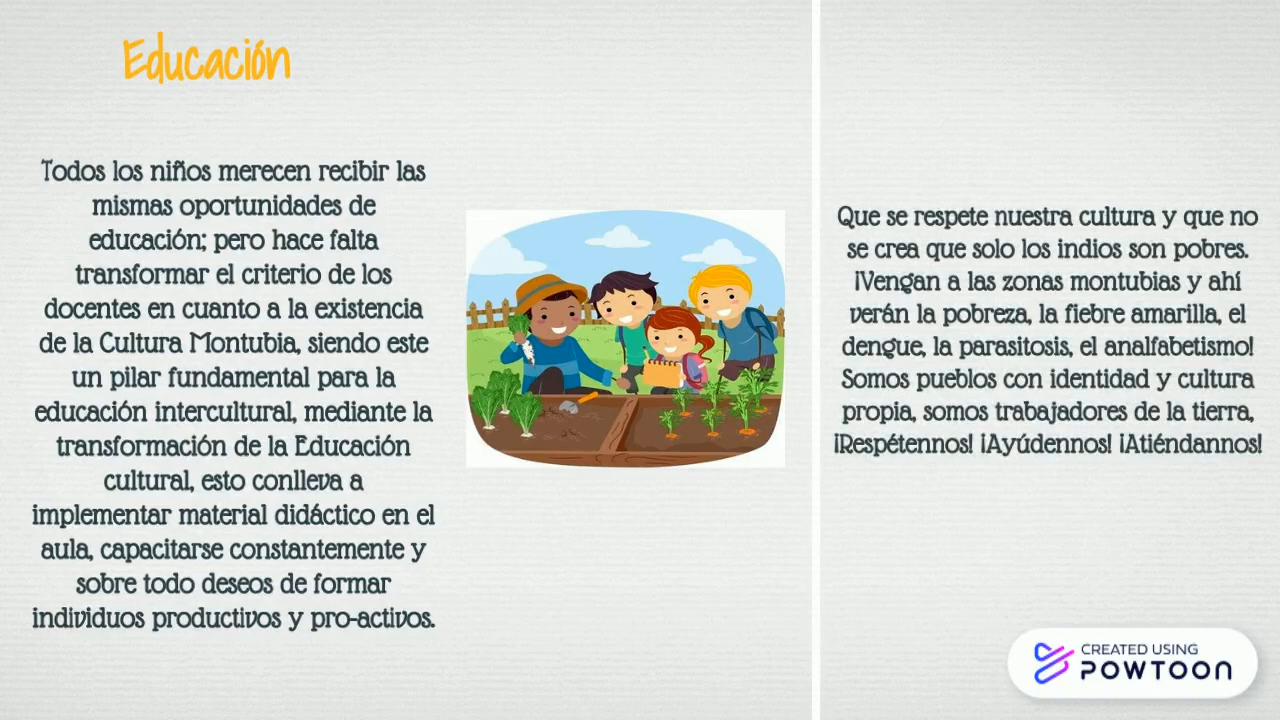 Educación
Todos los niños merecen recibir las
mismas oportunidades de
educación; pero hace falta
transformar el criterio de los
docentes en cuanto a la existencia
de la Cultura Montubia, siendo este
un pilar fundamental para la
educación intercultural, mediante la
transformación de la Educación
cultural, esto conlleva a
implementar material didáctico en el
aula, capacitarse constantemente y
sobre todo deseos de formar
individuos productivos y pro-activos.
Que se respete nuestra cultura y que no
se crea que solo los indios son pobres.
¡Vengan a las zonas montubias y ahí
verán la pobreza, la fiebre amarilla, el
dengue, la parasitosis, el analfabetismo!
Somos pueblos con identidad y cultura
propia, somos trabajadores de la tierra,
¡Respétennos! ¡Ayúdennos! ¡Atiéndannos!
CREATED USING
POWTOON